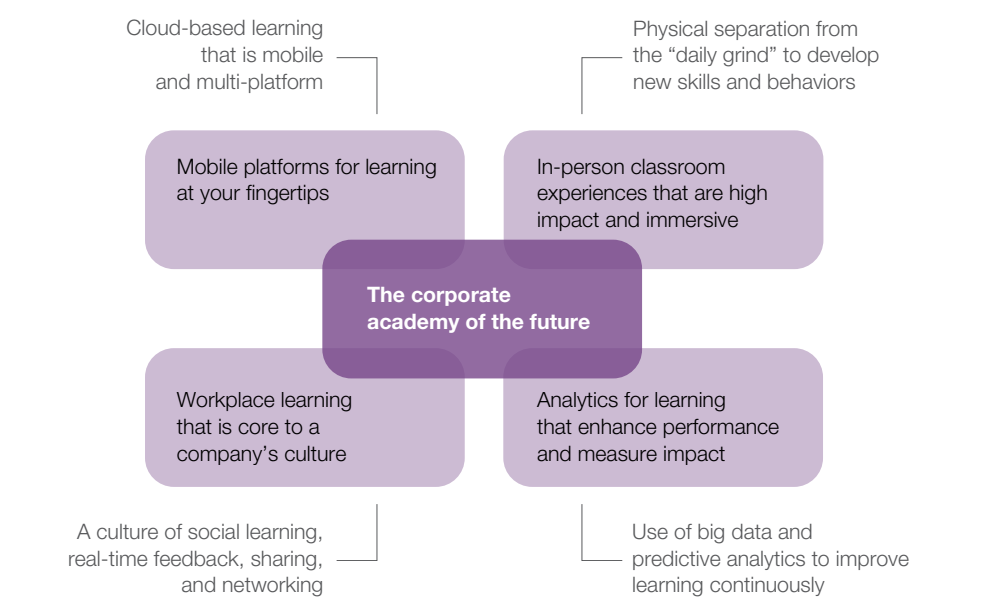 Cloud-based learning
that is mobile
and multi-platform
Physical separation from
the “daily grind” to develop
new skills and behaviors
Mobile platforms for learning
at your fingertips
In-person classroom
experiences that are high
impact and immersive
The corporate
academy of the future
Workplace learning
that is core to a
company’s culture
Analytics for learning
that enhance performance
and measure impact
A culture of social learning,
real-time feedback, sharing,
and networking
Use of big data and
predictive analytics to improve
learning continuously